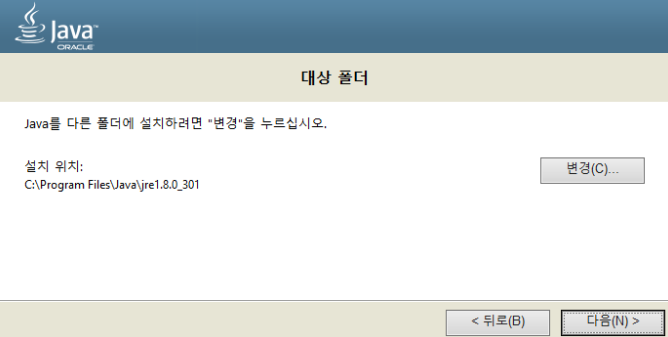 Java™
ORACLE
대상 폴더
Java를 다른 폴더에 설치하려면 "변경"을 누르십시오.
설치 위치:
변경(C)...
C:\Program Files\Java\jre1.8.0_301
< 뒤로(B)
다음(N) >